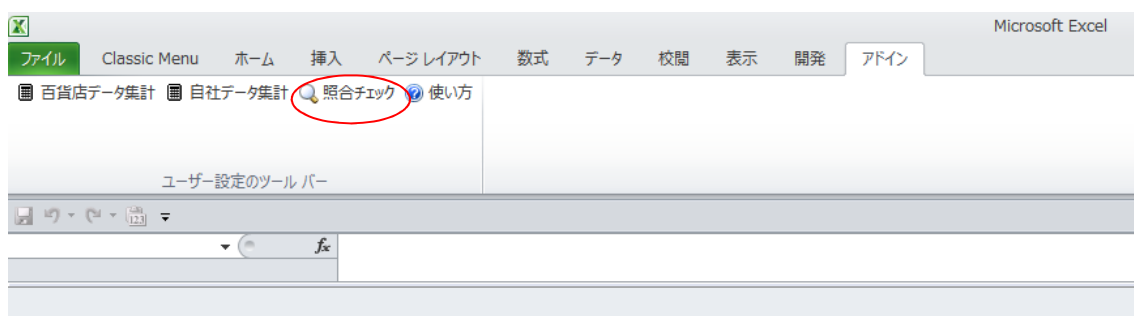 Microsoft Excel
ファイル Classic Menu ホーム 挿入 ページ レイアウト 数式 データ 校閲 表示 開発 アドイン
百貨店データ集計 自社データ集計 照合チェック 使い方
ユーザー設定のツール バー
123
fx